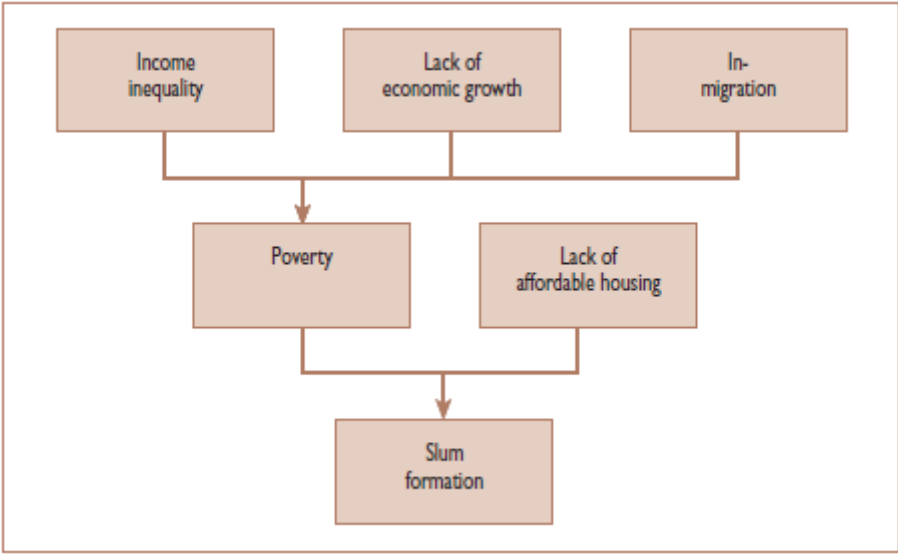 Income
inequality
Lack of
economic growth
In-
migration
Poverty
Lack of
affordable housing
Slum
formation